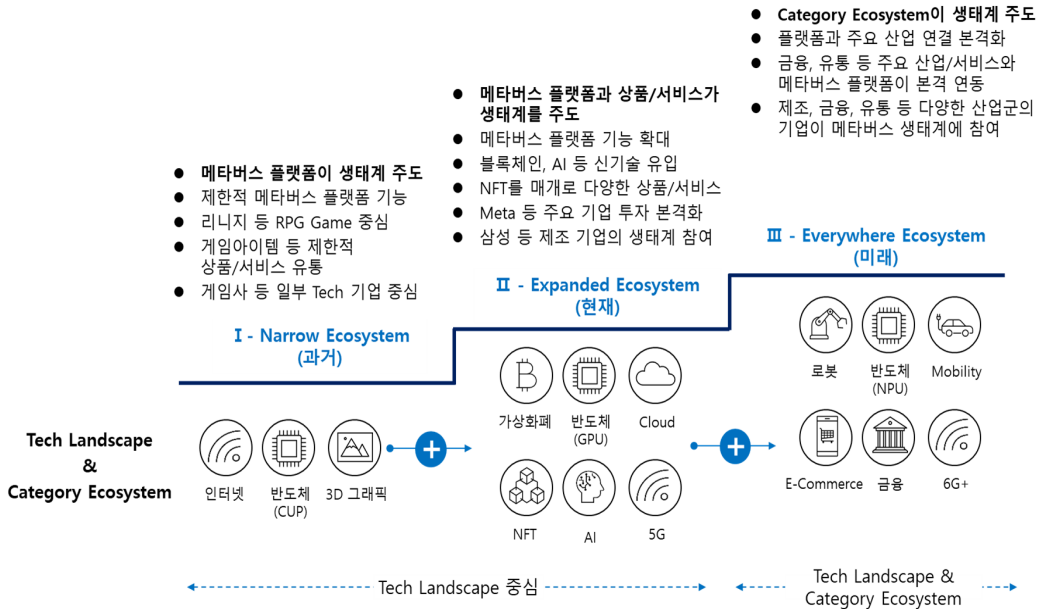 ● Category Ecosystem이 생태계 주도
● 플랫폼과 주요 산업 연결 본격화
● 금융, 유통 등 주요 산업/서비스와
메타버스 플랫폼이 본격 연동
● 제조, 금융, 유통 등 다양한 산업군의
기업이 메타버스 생태계에 참여
● 메타버스 플랫폼과 상품/서비스가
생태계를 주도
● 메타버스 플랫폼 기능 확대
● 블록체인, AI 등 신기술 유입
● NFT를 매개로 다양한 상품/서비스
● Meta 등 주요 기업 투자 본격화
● 삼성 등 제조 기업의 생태계 참여
● 메타버스 플랫폼이 생태계 주도
● 제한적 메타버스 플랫폼 기능
● 리니지 등 RPG Game 중심
● 게임아이템 등 제한적
상품/서비스 유통
● 게임사 등 일부 Tech 기업 중심
Ⅲ - Everywhere Ecosystem
(미래)
Ⅱ - Expanded Ecosystem
(현재)
Ⅰ - Narrow Ecosystem
(과거)
Tech Landscape
&
Category Ecosystem
인터넷
반도체
(CUP)
3D 그래픽
가상화폐
반도체
(GPU)
Cloud
NFT
AI
5G
로봇
반도체
(NPU)
Mobility
E-Commerce
금융
6G+
Tech Landscape 중심
Tech Landscape &
Category Ecosystem